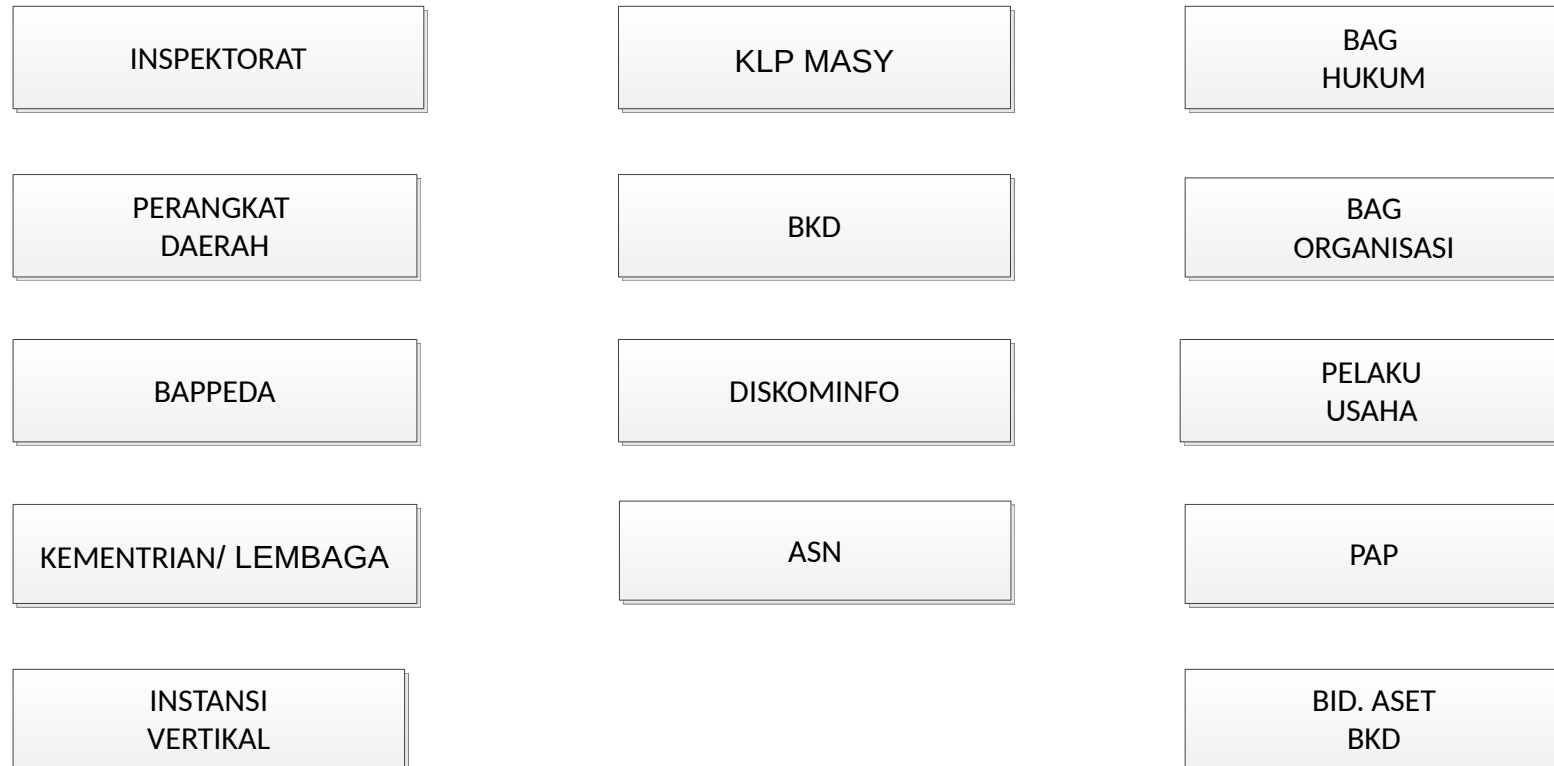 INSPEKTORAT
KLP MASY
BAG
HUKUM
PERANGKAT
DAERAH
BKD
BAG
ORGANISASI
BAPPEDA
DISKOMINFO
PELAKU
USAHA
KEMENTRIAN/ LEMBAGA
ASN
PAP
INSTANSI
VERTIKAL
BID. ASET
BKD